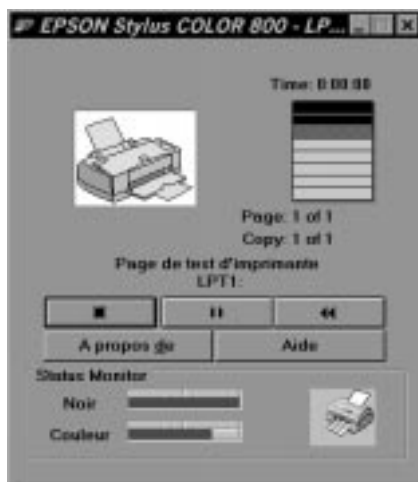 EPSON Stylus COLOR 800 - LP...
Time: 0:00:00
Page: 1 of 1
Copy: 1 of 1
Page de test d'imprimante
LPT1:
A propos de
Aide
Status Monitor
Noir
Couleur